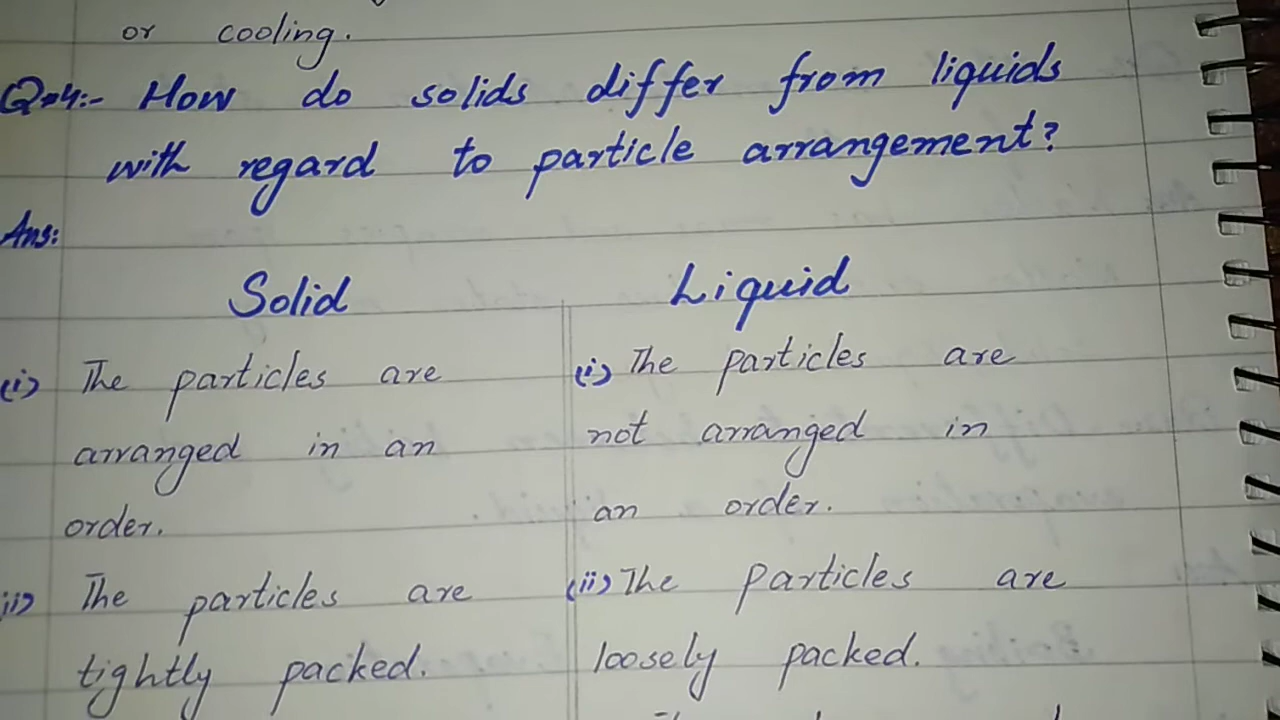 or cooling.
Q#4:- How do solids differ from liquids
with regard to particle arrangement?
Ans:
Solid
Liquid
(i) The particles are
arranged in an
order.
ii) The particles are
tightly packed.
(i) The particles are
not arranged in
an order.
(ii) The particles are
loosely packed.